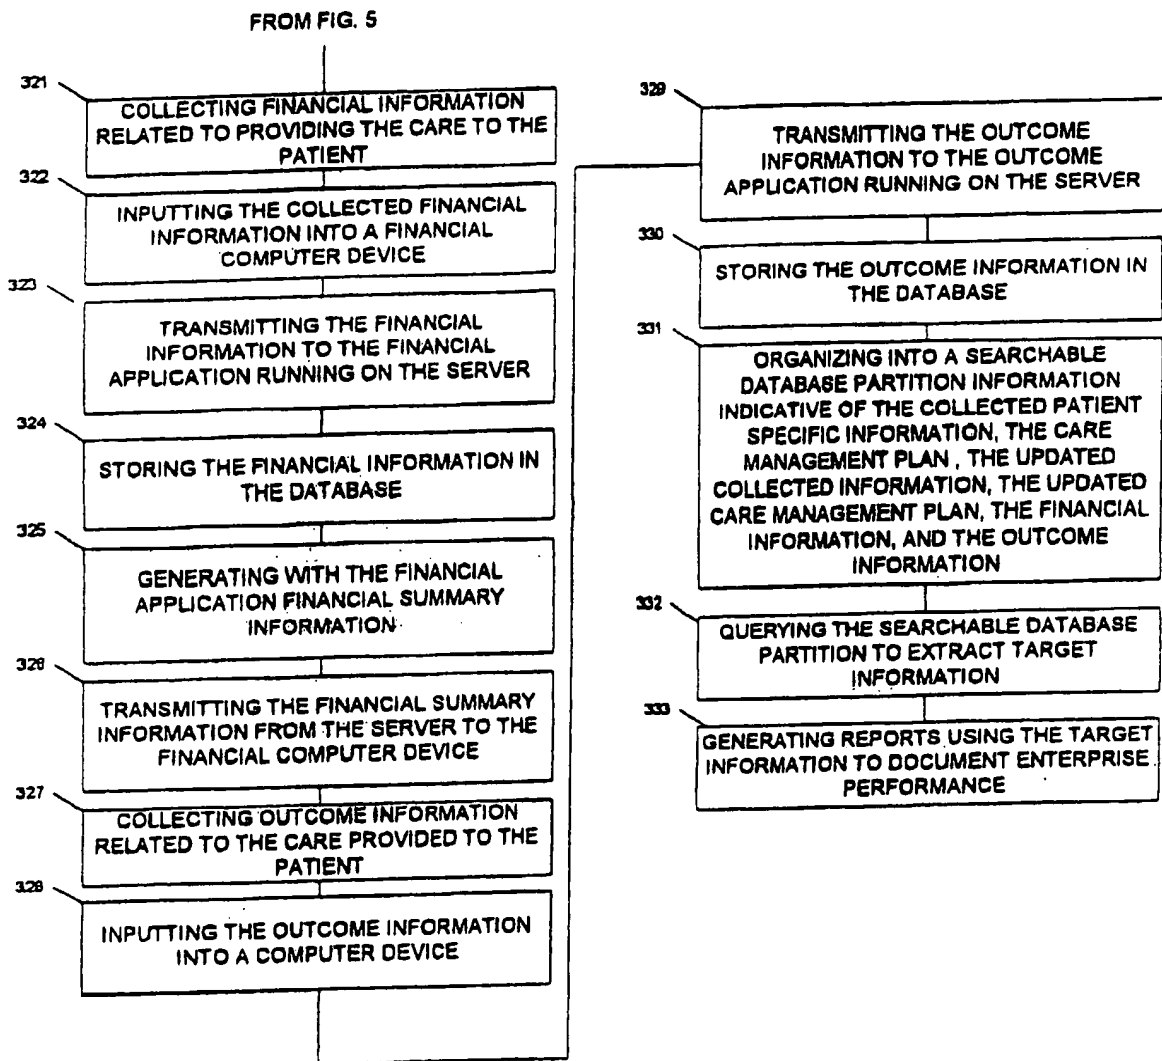 FROM FIG. 5
321
COLLECTING FINANCIAL INFORMATION
RELATED TO PROVIDING THE CARE TO THE
PATIENT
322
INPUTTING THE COLLECTED FINANCIAL
INFORMATION INTO A FINANCIAL
COMPUTER DEVICE
323
TRANSMITTING THE FINANCIAL
INFORMATION TO THE FINANCIAL
APPLICATION RUNNING ON THE SERVER
324
STORING THE FINANCIAL INFORMATION IN
THE DATABASE
325
GENERATING WITH THE FINANCIAL
APPLICATION FINANCIAL SUMMARY
INFORMATION
326
TRANSMITTING THE FINANCIAL SUMMARY
INFORMATION FROM THE SERVER TO THE
FINANCIAL COMPUTER DEVICE
327
COLLECTING OUTCOME INFORMATION
RELATED TO THE CARE PROVIDED TO THE
PATIENT
328
INPUTTING THE OUTCOME INFORMATION
INTO A COMPUTER DEVICE
329
TRANSMITTING THE OUTCOME
INFORMATION TO THE OUTCOME
APPLICATION RUNNING ON THE SERVER
330
STORING THE OUTCOME INFORMATION IN
THE DATABASE
331
ORGANIZING INTO A SEARCHABLE
DATABASE PARTITION INFORMATION
INDICATIVE OF THE COLLECTED PATIENT
SPECIFIC INFORMATION, THE CARE
MANAGEMENT PLAN , THE UPDATED
COLLECTED INFORMATION, THE UPDATED
CARE MANAGEMENT PLAN, THE FINANCIAL
INFORMATION, AND THE OUTCOME
INFORMATION
332
QUERYING THE SEARCHABLE DATABASE
PARTITION TO EXTRACT TARGET
INFORMATION
333
GENERATING REPORTS USING THE TARGET
INFORMATION TO DOCUMENT ENTERPRISE
PERFORMANCE